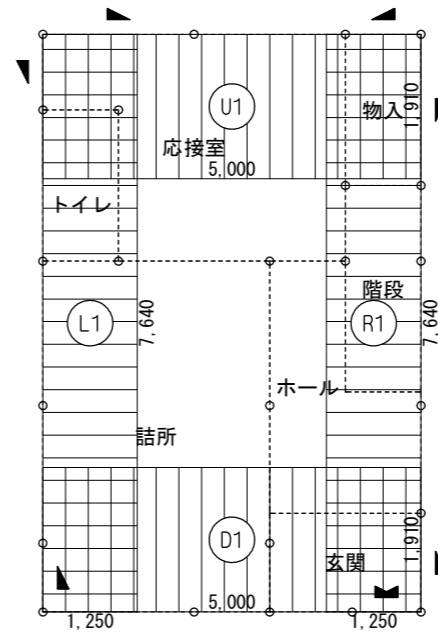 U1
物入
1,910
応接室
5,000
トイレ
階段
L1
7,640
R1
7,640
ホール
詰所
D1
1,910
玄関
5,000
1,250
1,250